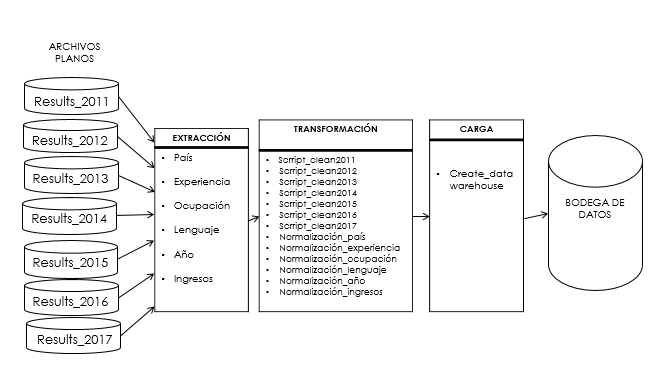 ARCHIVOS
PLANOS
Results_2011
Results_2012
Results_2013
Results_2014
Results_2015
Results_2016
Results_2017
EXTRACCIÓN
• País
• Experiencia
• Ocupación
• Lenguaje
• Año
• Ingresos
TRANSFORMACIÓN
• Scrript_clean2011
• Scrript_clean2012
• Scrript_clean2013
• Scrript_clean2014
• Scrript_clean2015
• Scrript_clean2016
• Scrript_clean2017
• Normalización_país
• Normalización_experiencia
• Normalización_ocupación
• Normalización_lenguaje
• Normalización_año
• Normalización_ingresos
CARGA
• Create_data
warehouse
BODEGA DE
DATOS